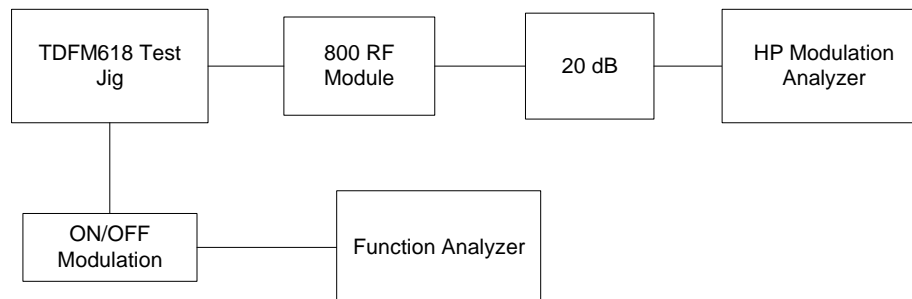 TDFM618 Test
Jig
800 RF
Module
20 dB
HP Modulation
Analyzer
ON/OFF
Modulation
Function Analyzer